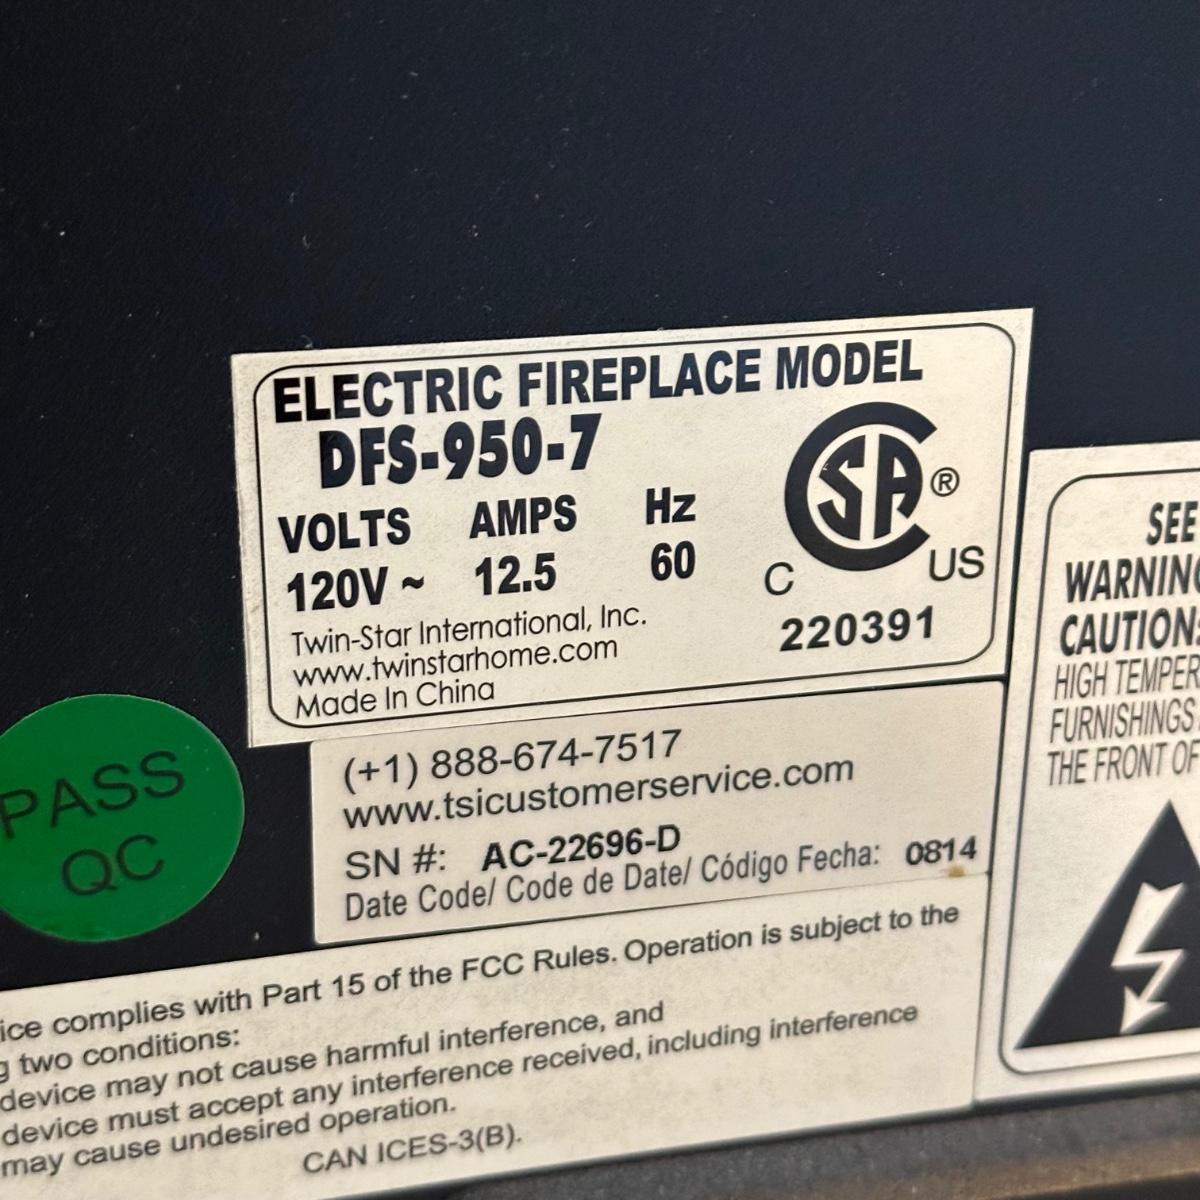 ELECTRIC FIREPLACE MODEL
DFS-950-7
VOLTS AMPS Hz
120V ~ 12.5 60
Twin-Star International, Inc.
www.twinstarhome.com
Made In China
CSA ®
C US
220391
(+1) 888-674-7517
www.tsicustomerservice.com
SN #: AC-22696-D
Date Code/ Code de Date/ Código Fecha: 0814
PASS
QC
ice complies with Part 15 of the FCC Rules. Operation is subject to the
g two conditions:
device may not cause harmful interference, and
device must accept any interference received, including interference
may cause undesired operation.
CAN ICES-3(B).
SEE
WARNING
CAUTION:
HIGH TEMPER
FURNISHINGS
THE FRONT OF